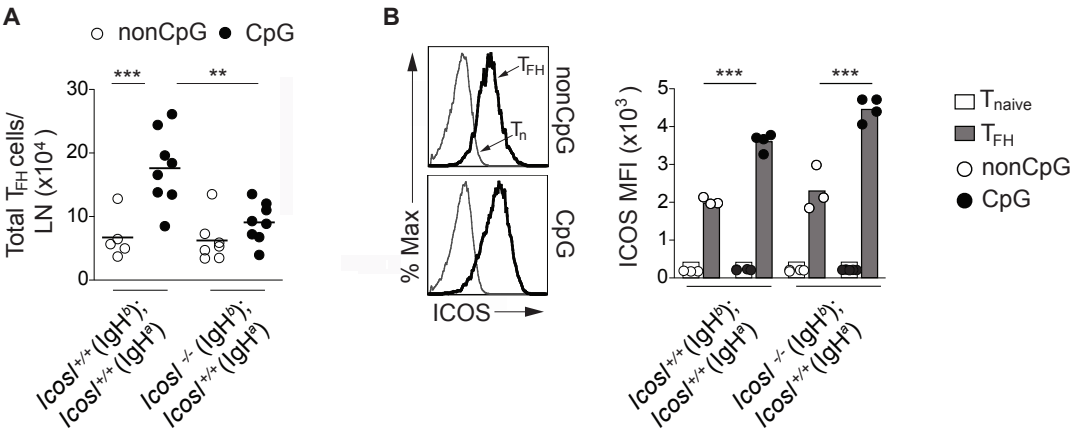 A
○ nonCpG ● CpG
***
**
Total TFH cells/
LN (x10⁴)
30
20
10
0
Icosl+/+ (IgHᵇ);
Icosl+/+ (IgHᵃ)
Icosl -/- (IgHᵇ);
Icosl+/+ (IgHᵃ)
B
% Max
TFH
Tn
nonCpG
CpG
ICOS
ICOS MFI (x10³)
5
4
3
2
1
0
***
***
Icosl+/+ (IgHᵇ);
Icosl+/+ (IgHᵃ)
Icosl -/- (IgHᵇ);
Icosl+/+ (IgHᵃ)
Tnaive
TFH
nonCpG
CpG